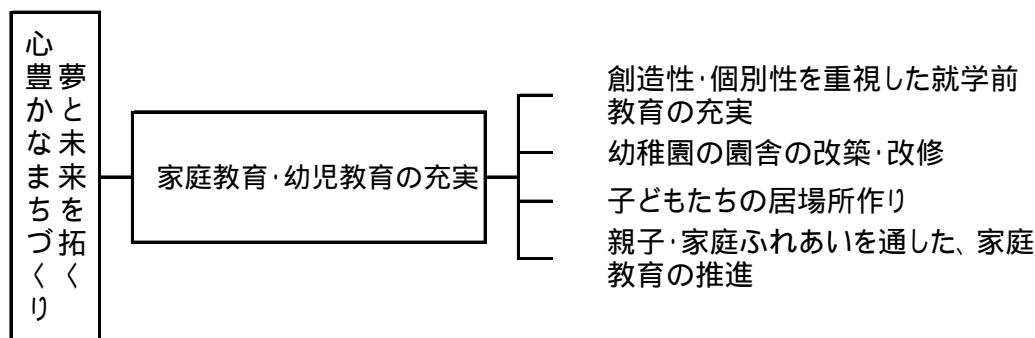 夢と未来を拓く
心豊かなまちづくり
家庭教育・幼児教育の充実
創造性・個別性を重視した就学前
教育の充実
幼稚園の園舎の改築・改修
子どもたちの居場所作り
親子・家庭ふれあいを通した、家庭
教育の推進